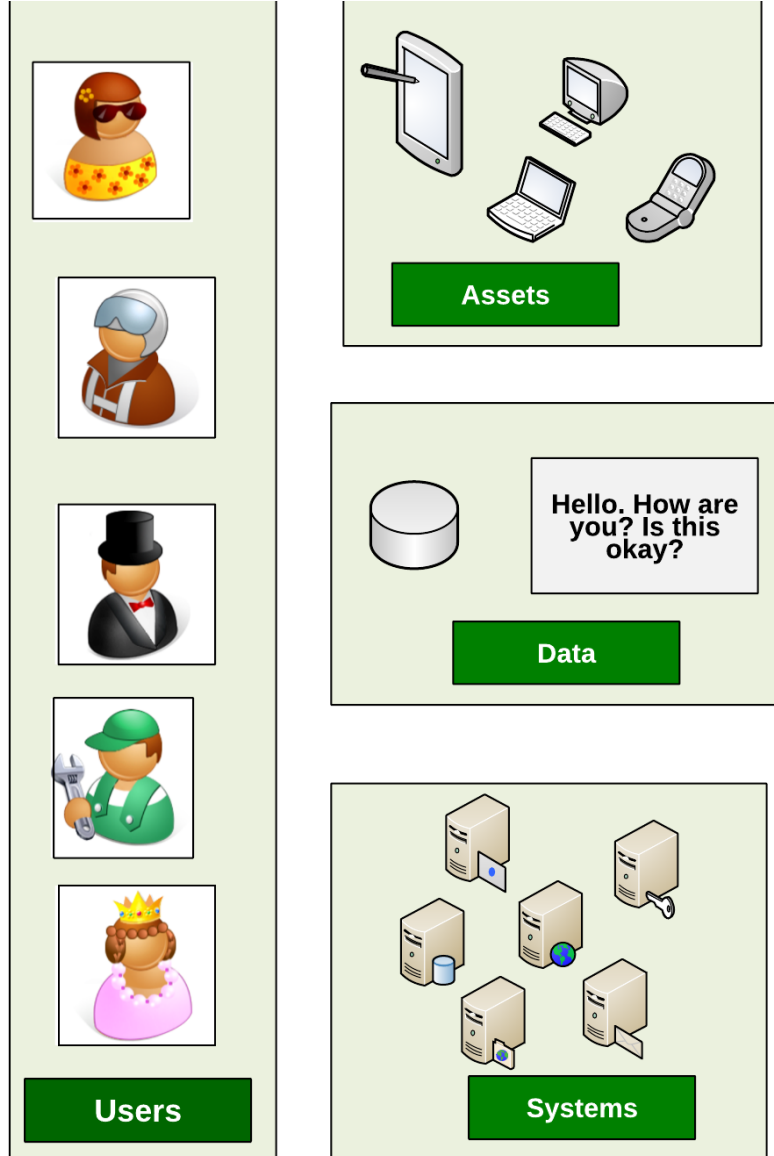 Assets
Hello. How are
you? Is this
okay?
Data
Users
Systems